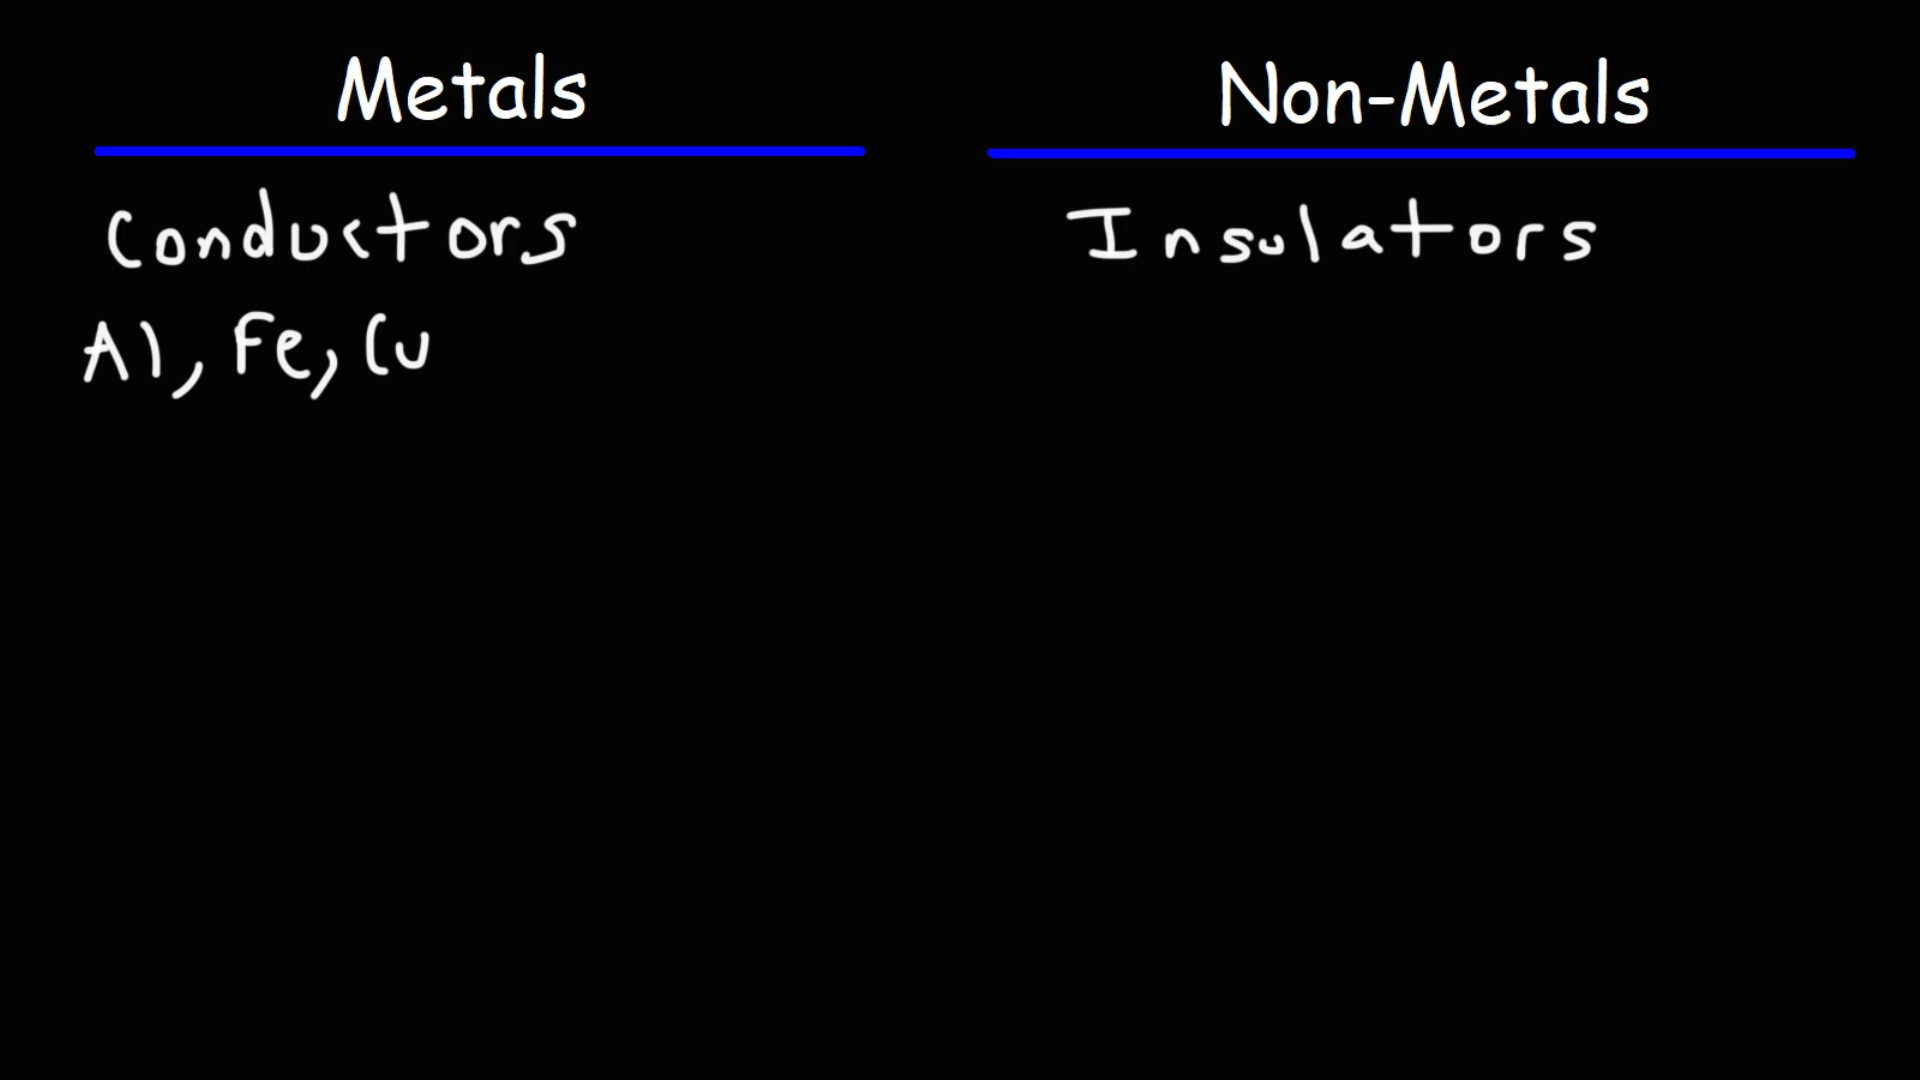 Metals
Conductors
Al, Fe, Cu
Non-Metals
Insulators